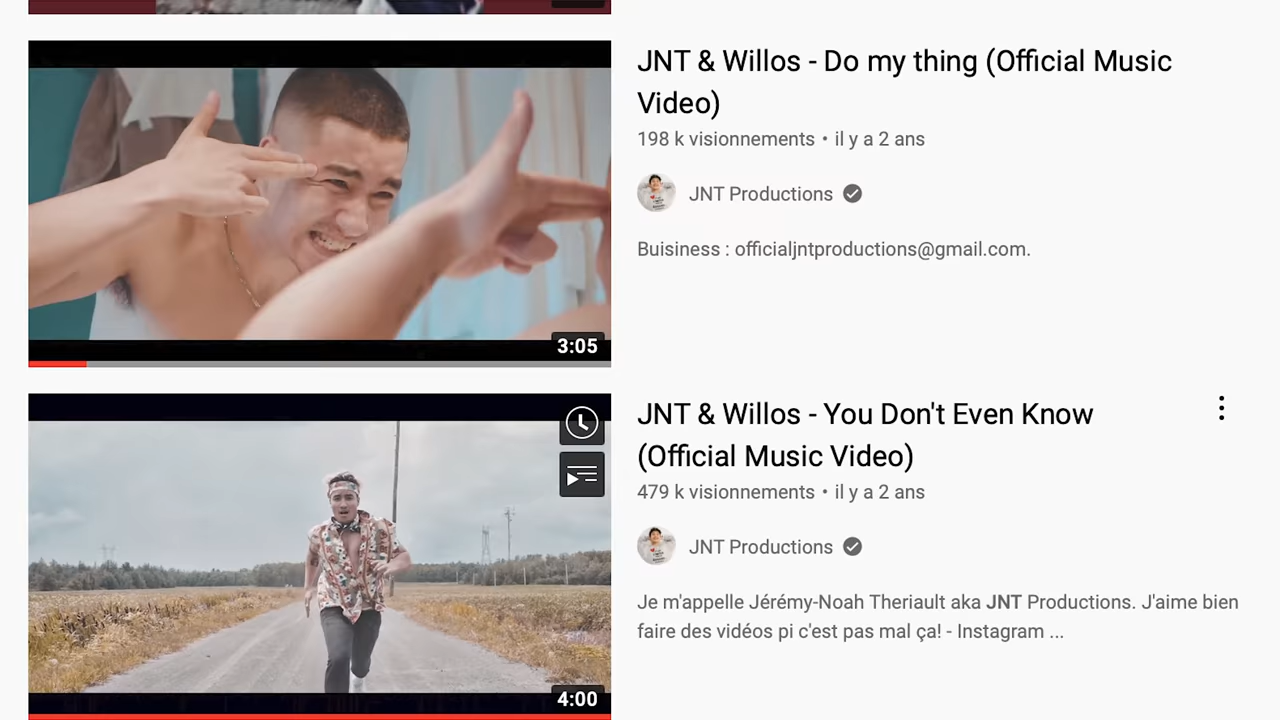 JNT & Willos - Do my thing (Official Music
Video)
198 k visionnements • il y a 2 ans
JNT Productions
Buisiness : officialjntproductions@gmail.com.
3:05
JNT & Willos - You Don't Even Know
(Official Music Video)
479 k visionnements • il y a 2 ans
JNT Productions
Je m'appelle Jérémy-Noah Theriault aka JNT Productions. J'aime bien
faire des vidéos pi c'est pas mal ça! - Instagram ...
4:00